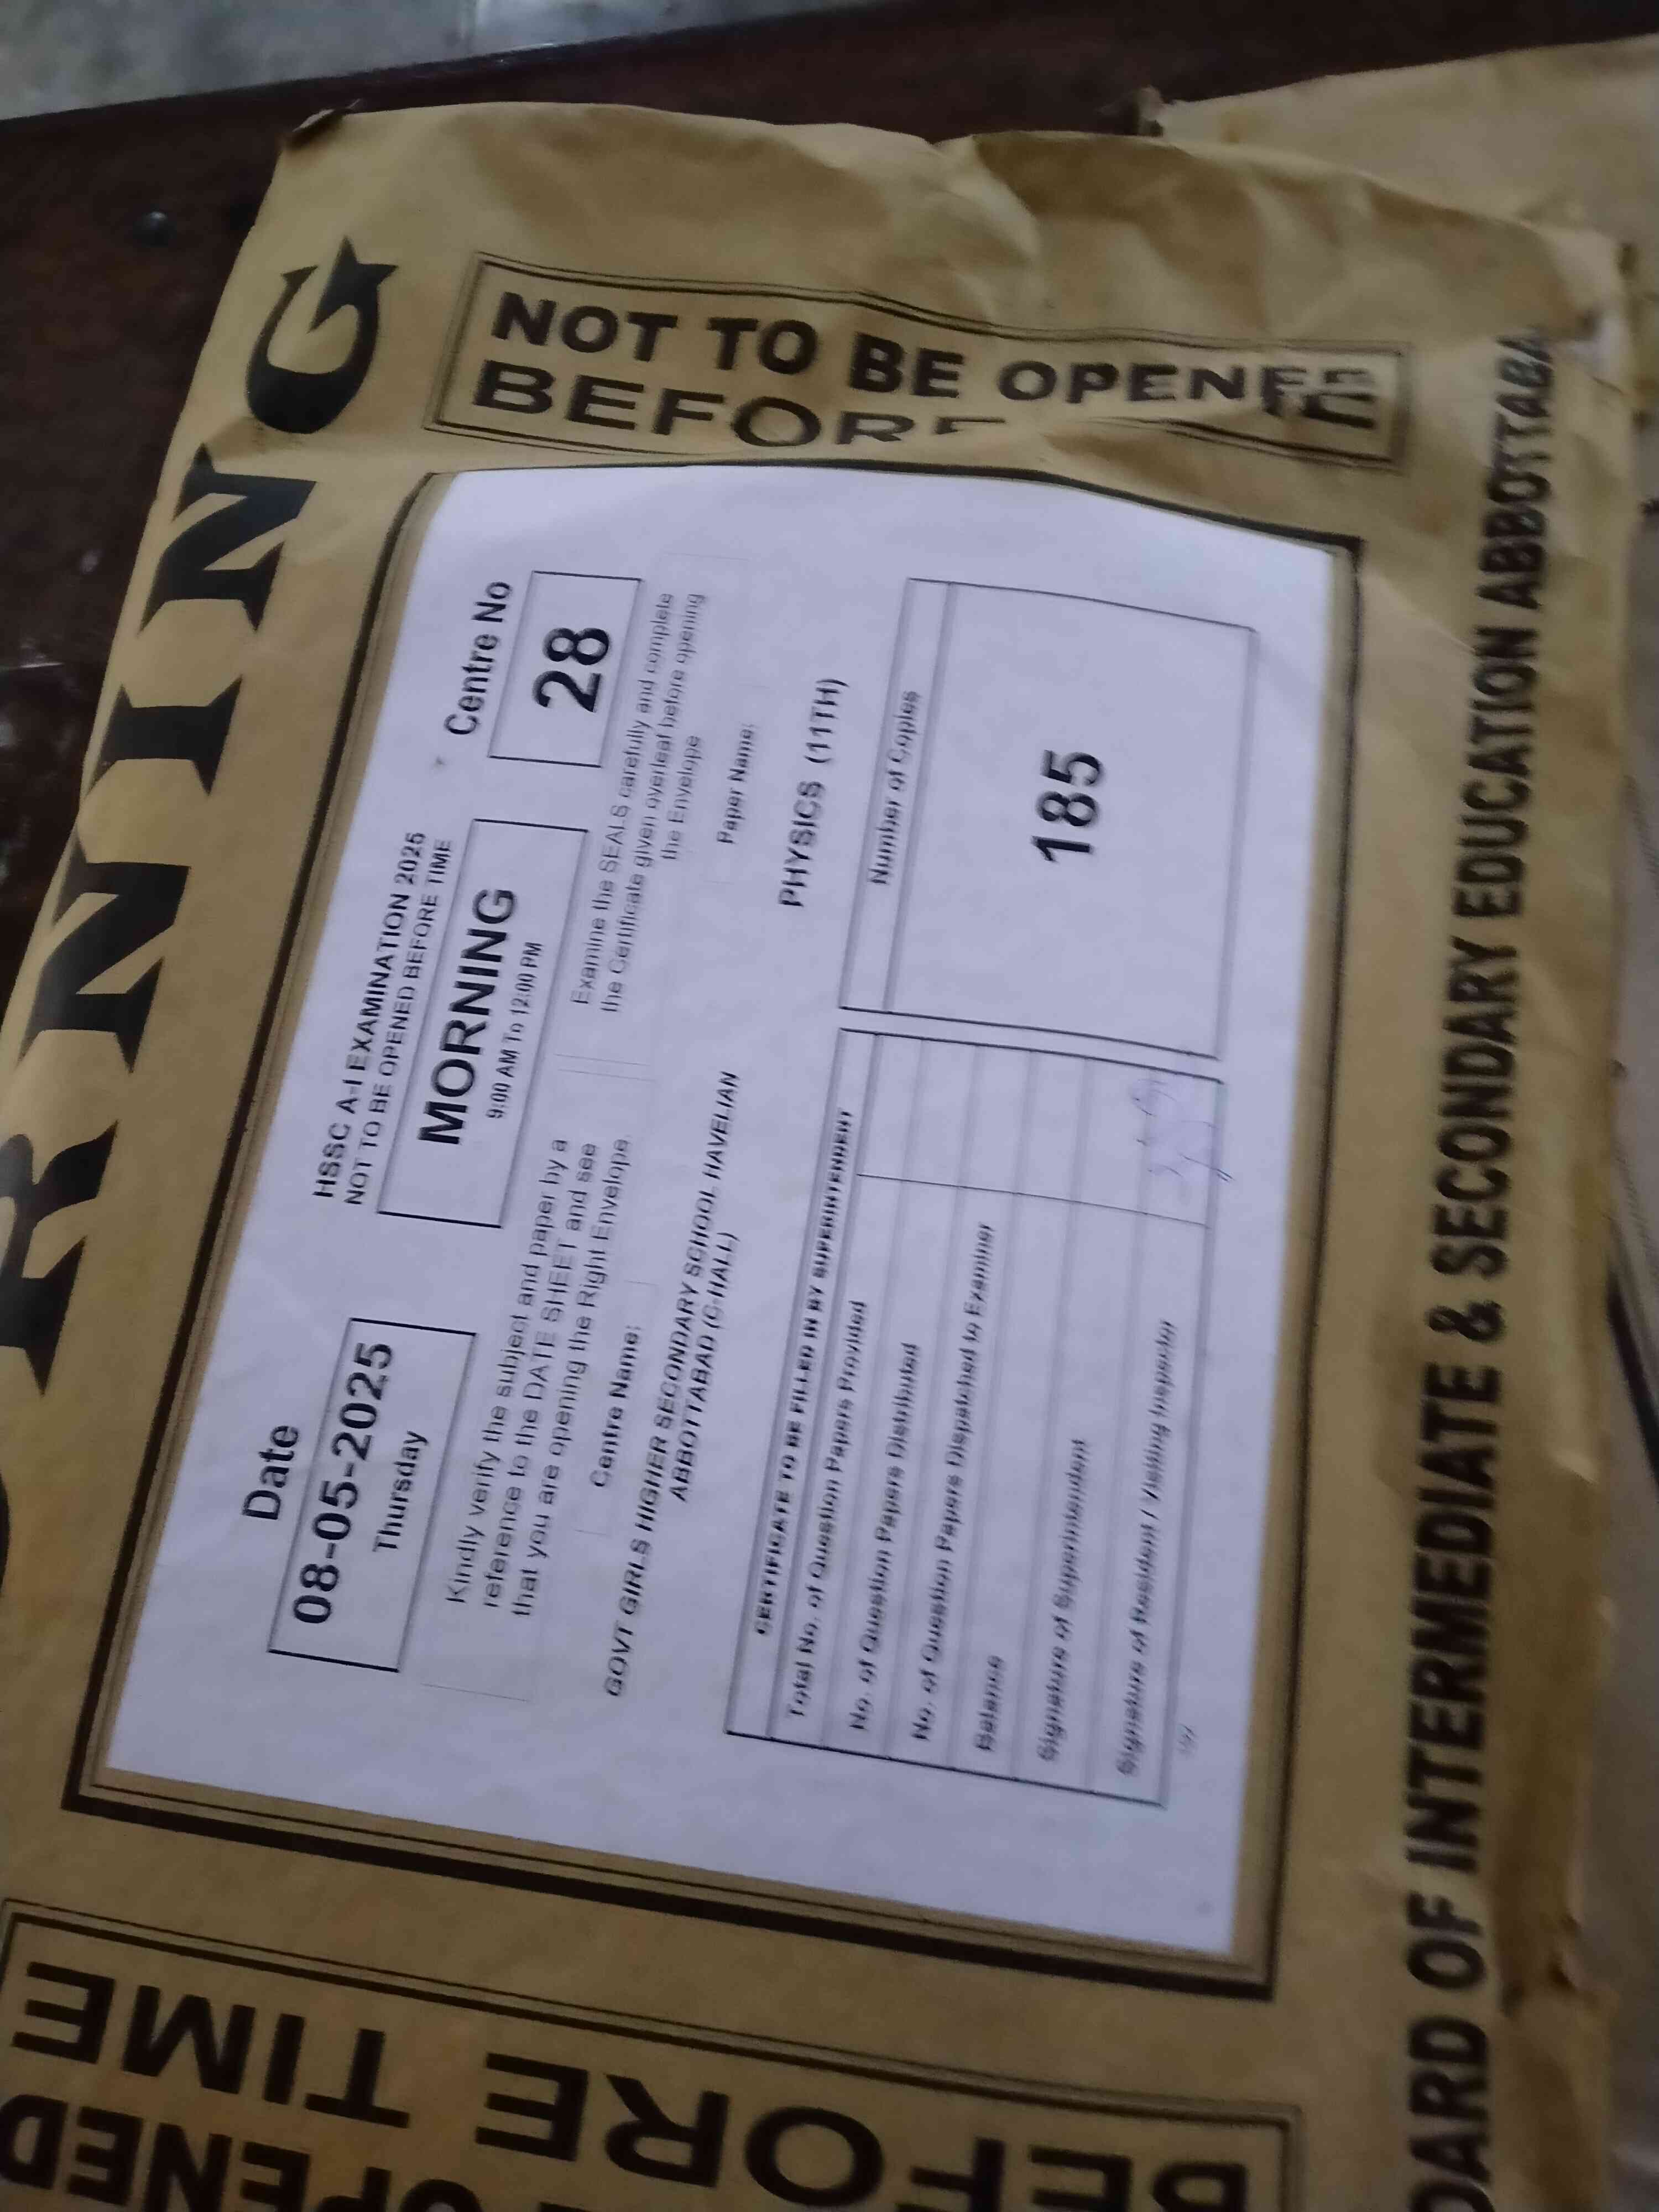 RNING
NOT TO BE OPENE
BEFOR
HSSC A-I EXAMINATION 2025
NOT TO BE OPENED BEFORE TIME
Date
08-05-2025
Thursday
MORNING
9:00 AM To 12:00 PM
Centre No
28
Kindly verify the subject and paper by a
reference to the DATE SHEET and see
that you are opening the Right Envelope.
Examine the SEALS carefully and complete
the Certificate given overleaf before opening
the Envelope
Centre Name:
GOVT GIRLS HIGHER SECONDARY SCHOOL HAVELIAN
ABBOTTABAD (C-HALL)
Paper Name:
PHYSICS (11TH)
CERTIFICATE TO BE FILLED IN BY SUPERINTENDENT
Total No. of Question Papers Provided
No. of Question Papers Distributed
No. of Question Papers Dispatched to Examiner
Balance
Signature of Superintendent
Signature of Resident / Visiting Inspector
Number of Copies
185
OARD OF INTERMEDIATE & SECONDARY EDUCATION ABBOTTABA
OPENED
BEFORE TIME